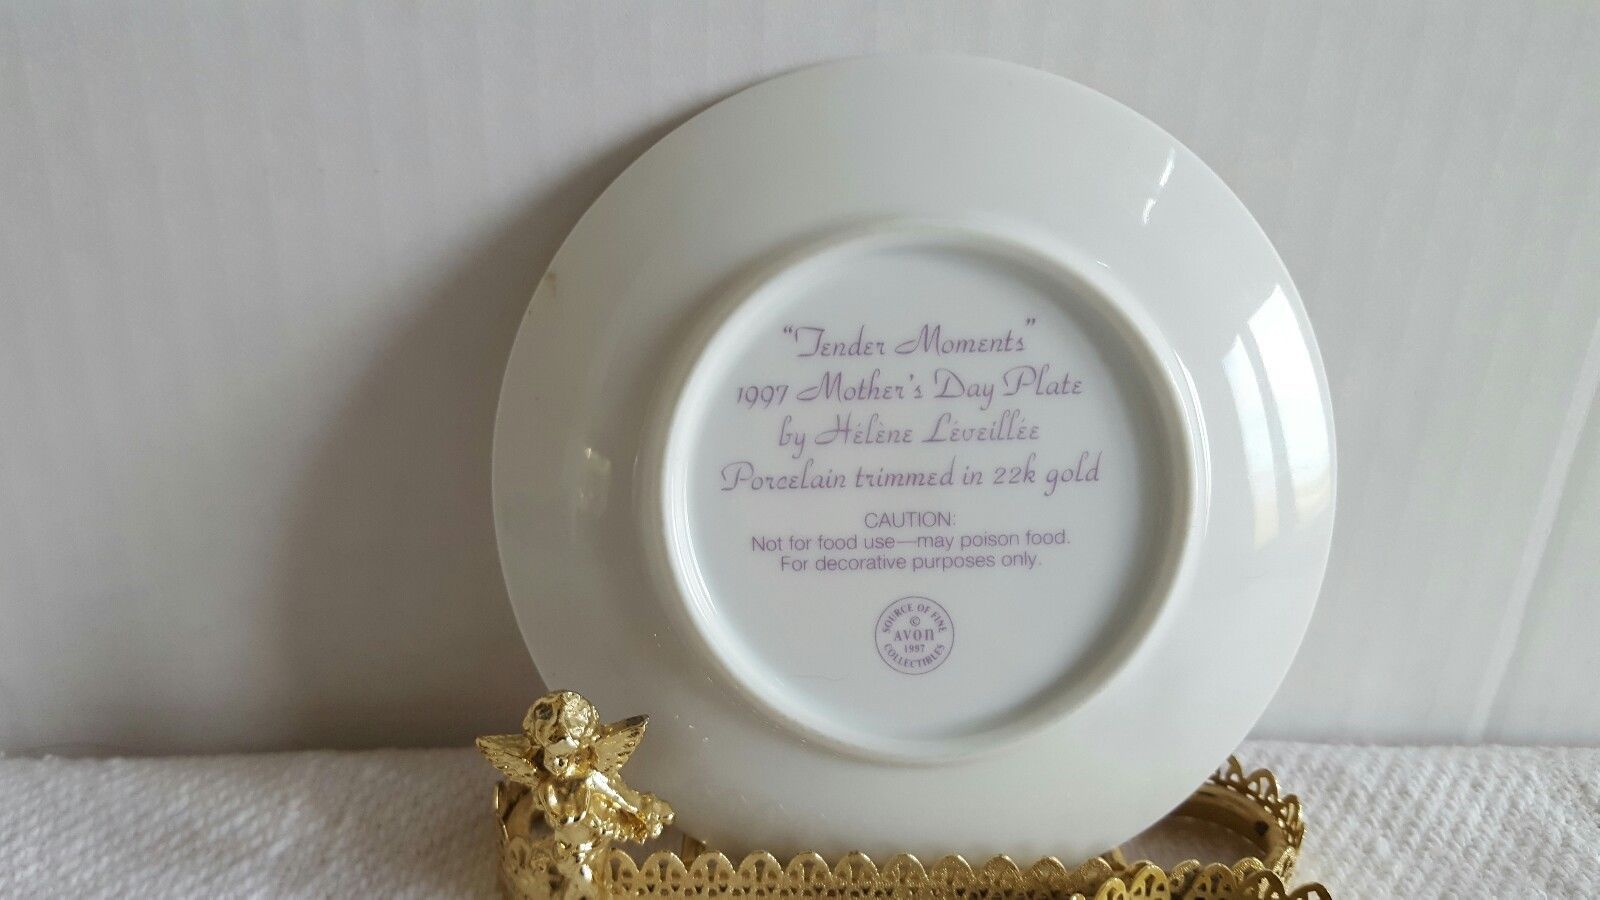 “Tender Moments”
1997 Mother's Day Plate
by Hélène Léveillée
Porcelain trimmed in 22k gold
CAUTION:
Not for food use—may poison food.
For decorative purposes only.
SOURCE OF FINE
©
AVON
1997
COLLECTIBLES